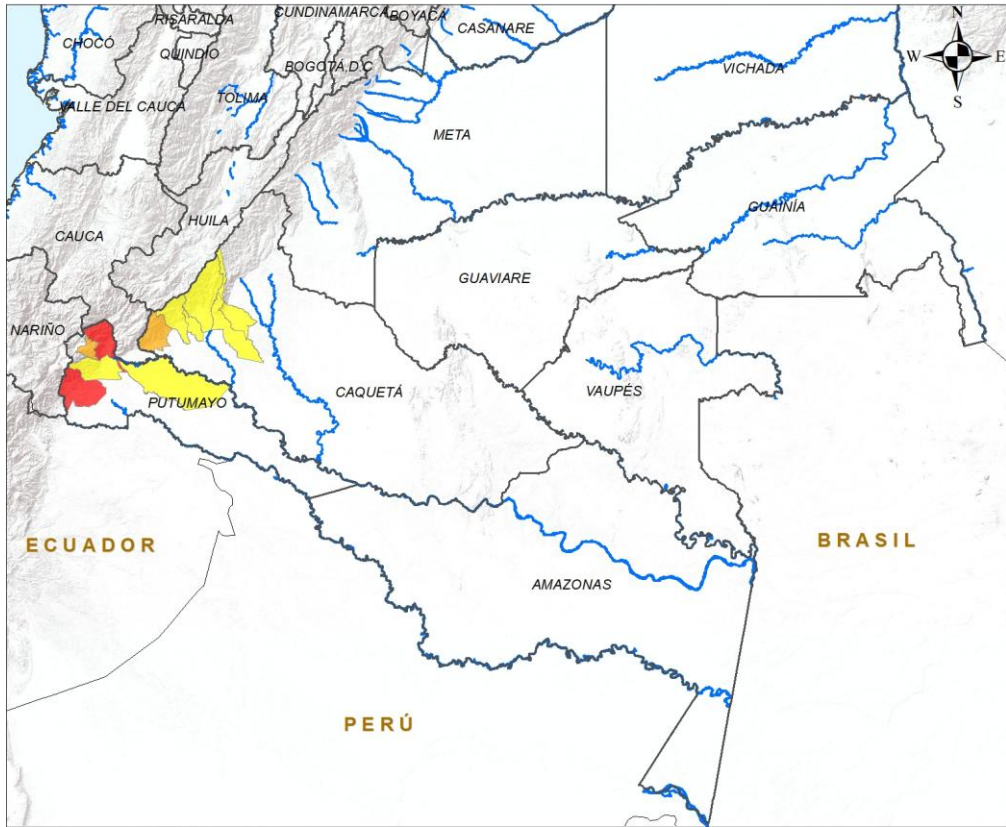 CUNDINAMARCA
BOYACÁ
RISARALDA
CASANARE
N
CHOCÓ
QUINDÍO
BOGOTÁ.D.C
VICHADA
W
E
S
VALLE DEL CAUCA
TOLIMA
META
HUILA
GUAINÍA
CAUCA
GUAVIARE
NARIÑO
CAQUETÁ
VAUPÉS
PUTUMAYO
ECUADOR
BRASIL
AMAZONAS
PERÚ